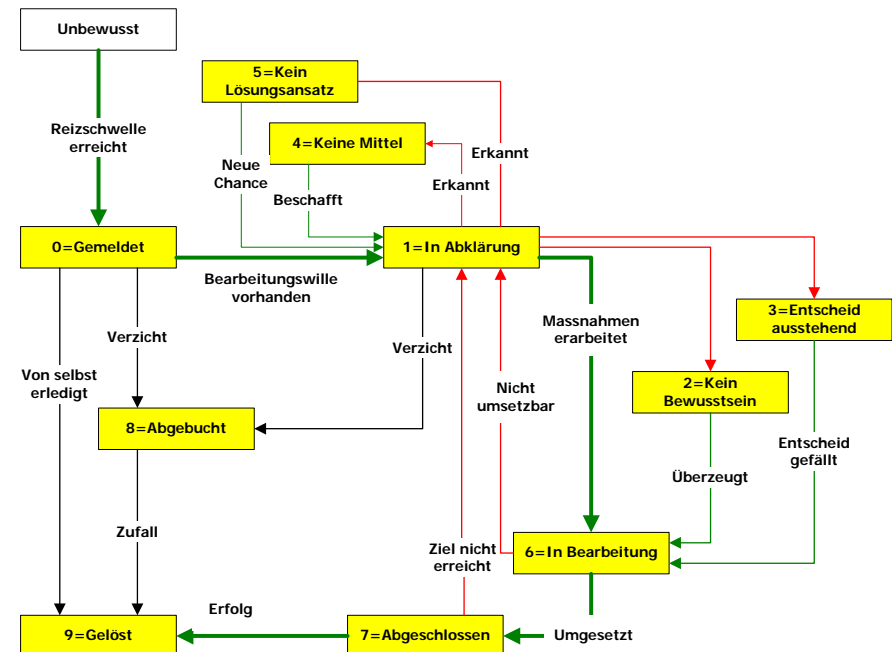 Unbewusst
5=Kein
Lösungsansatz
Reizschwelle
erreicht
4=Keine Mittel
Erkannt
Neue
Chance
Erkannt
Beschafft
0=Gemeldet
1=In Abklärung
Bearbeitungswille
vorhanden
3=Entscheid
ausstehend
Massnahmen
erarbeitet
Verzicht
Verzicht
Von selbst
erledigt
Nicht
umsetzbar
2=Kein
Bewusstsein
8=Abgebucht
Entscheid
gefällt
Überzeugt
Zufall
Ziel nicht
erreicht
6=In Bearbeitung
Erfolg
9=Gelöst
7=Abgeschlossen
Umgesetzt